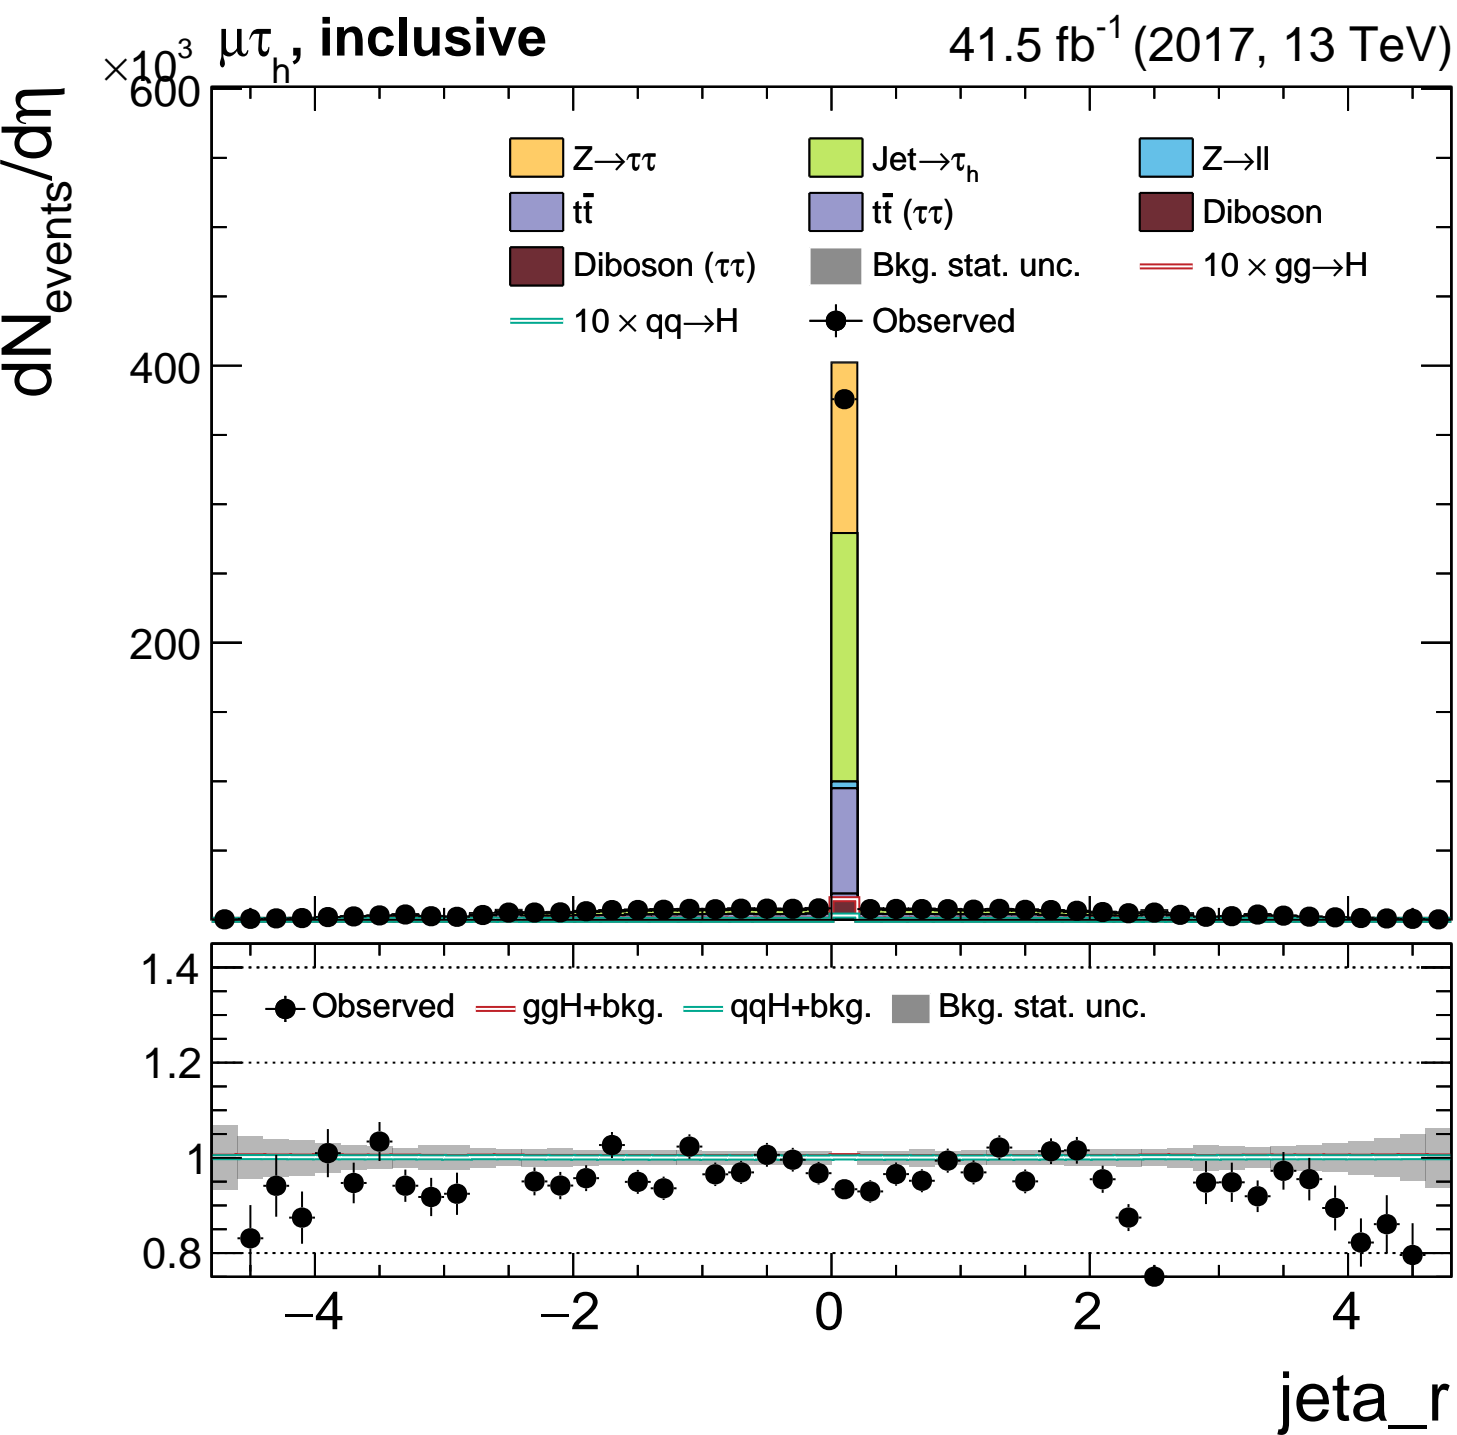 ×10³ μτₕ, inclusive 41.5 fb⁻¹ (2017, 13 TeV)
dN_events/dη
600
400
200
Z→ττ Jet→τₕ Z→ll
tt̄ tt̄ (ττ) Diboson
Diboson (ττ) Bkg. stat. unc. 10 × gg→H
10 × qq→H Observed
1.4
1.2
1
0.8
Observed ggH+bkg. qqH+bkg. Bkg. stat. unc.
−4 −2 0 2 4
jeta_r